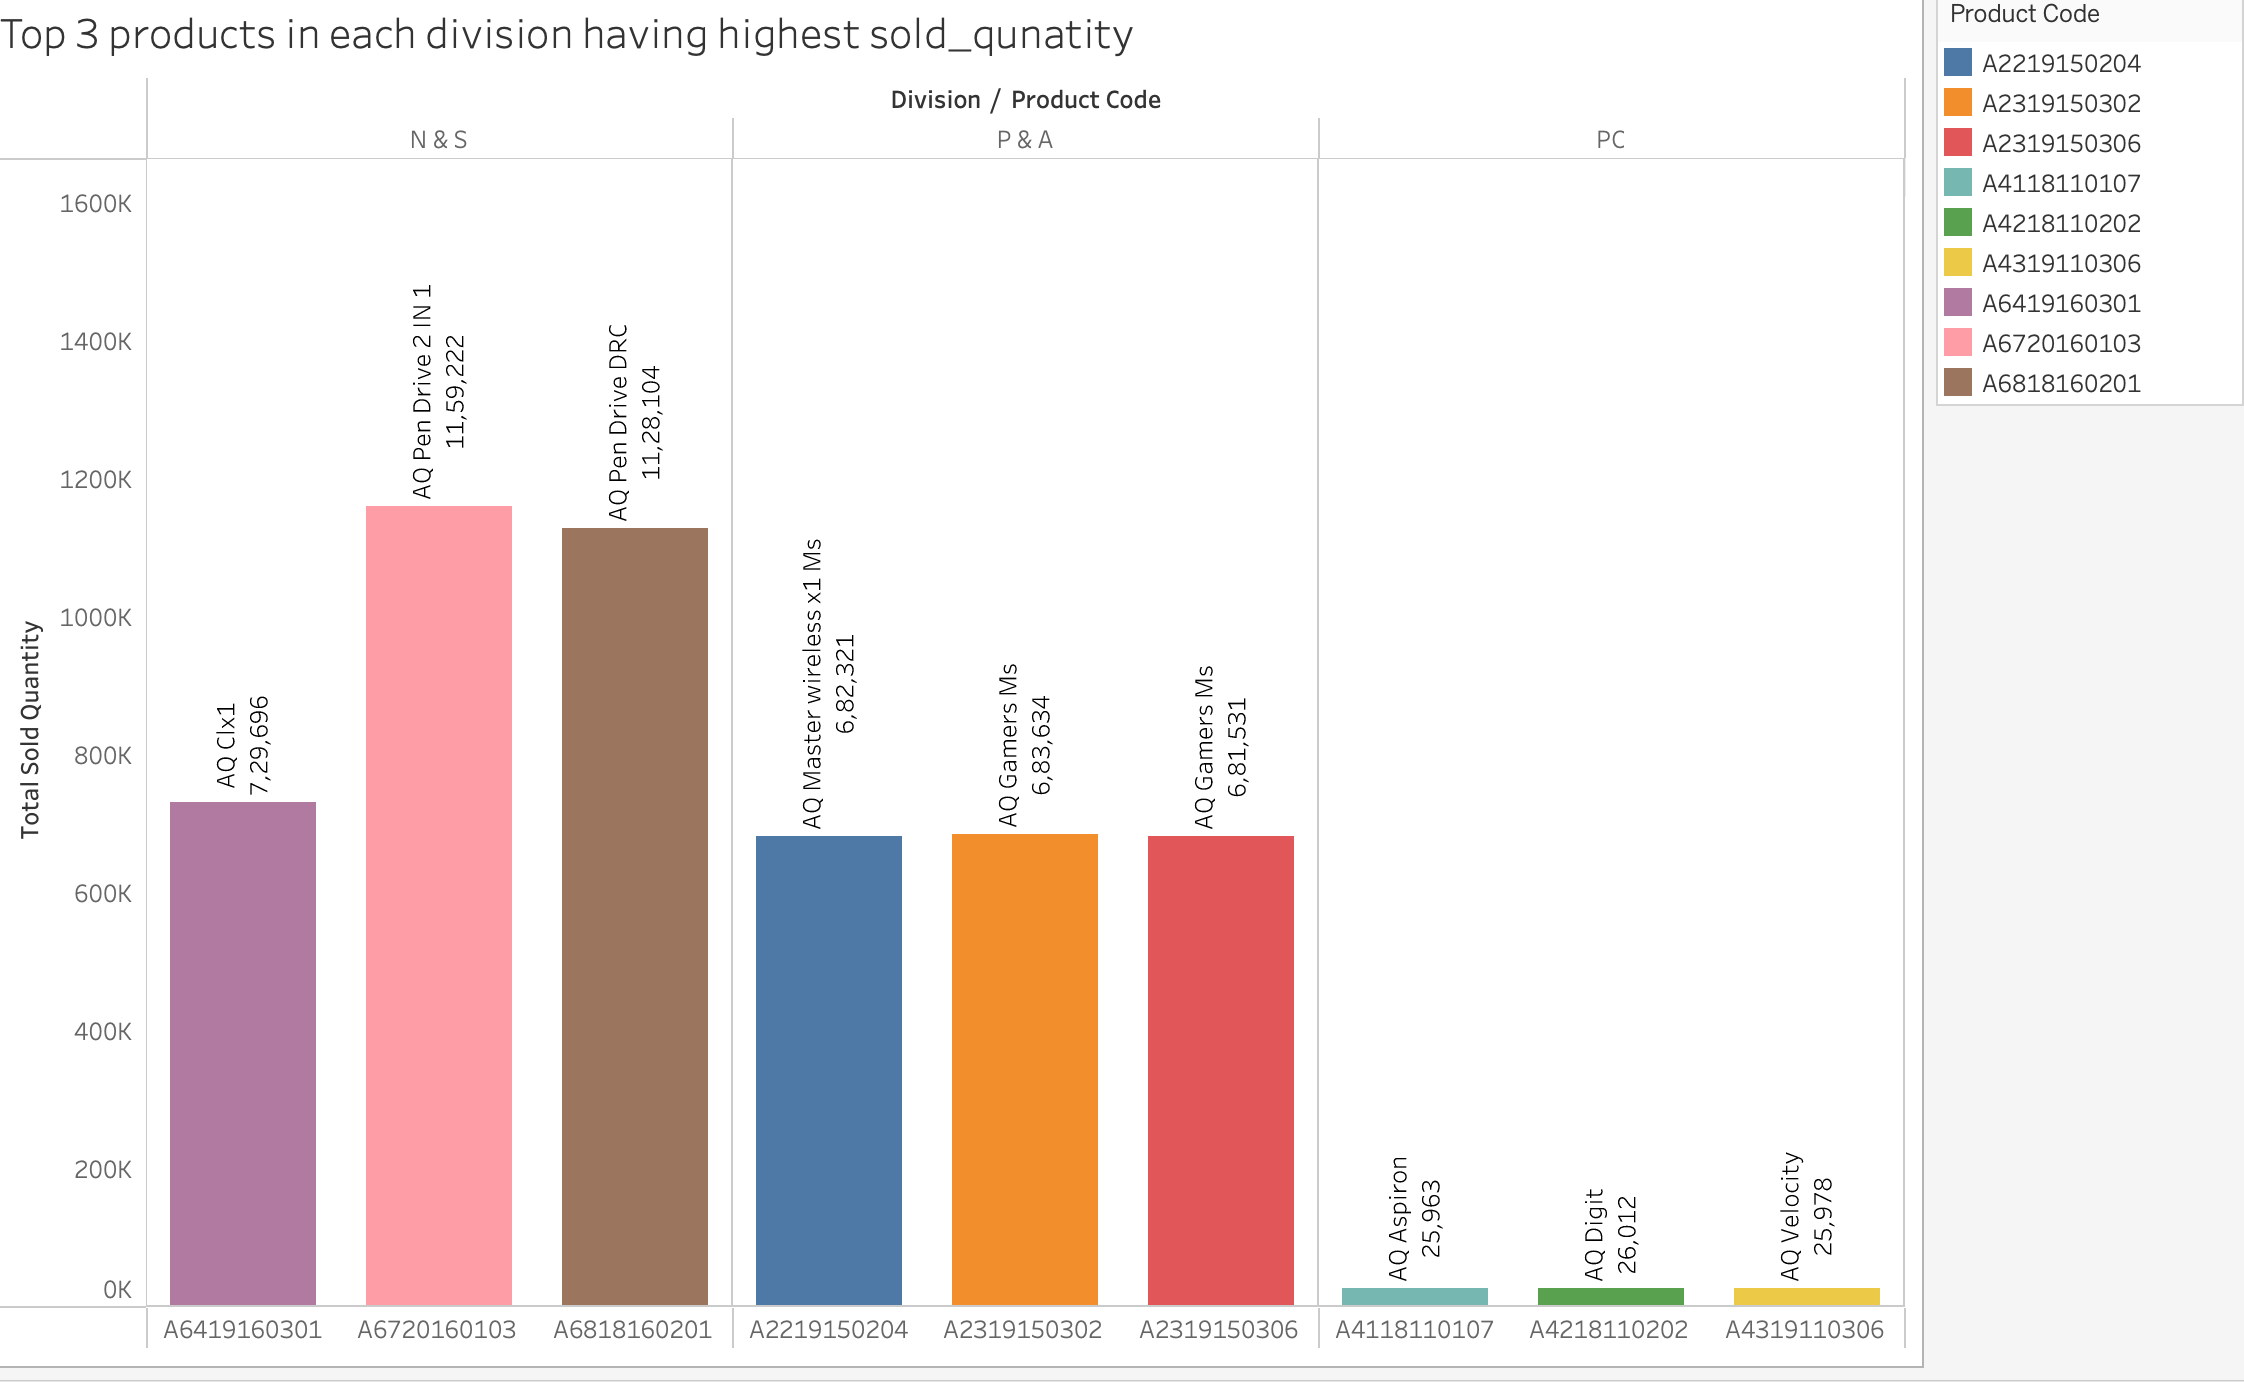 Top 3 products in each division having highest sold_qunatity
Division / Product Code
N & S
P & A
PC
Total Sold Quantity
1600K
1400K
1200K
1000K
800K
600K
400K
200K
0K
AQ Clx1
7,29,696
AQ Pen Drive 2 IN 1
11,59,222
AQ Pen Drive DRC
11,28,104
AQ Master wireless x1 Ms
6,82,321
AQ Gamers Ms
6,83,634
AQ Gamers Ms
6,81,531
AQ Aspiron
25,963
AQ Digit
26,012
AQ Velocity
25,978
A6419160301
A6720160103
A6818160201
A2219150204
A2319150302
A2319150306
A4118110107
A4218110202
A4319110306
Product Code
A2219150204
A2319150302
A2319150306
A4118110107
A4218110202
A4319110306
A6419160301
A6720160103
A6818160201